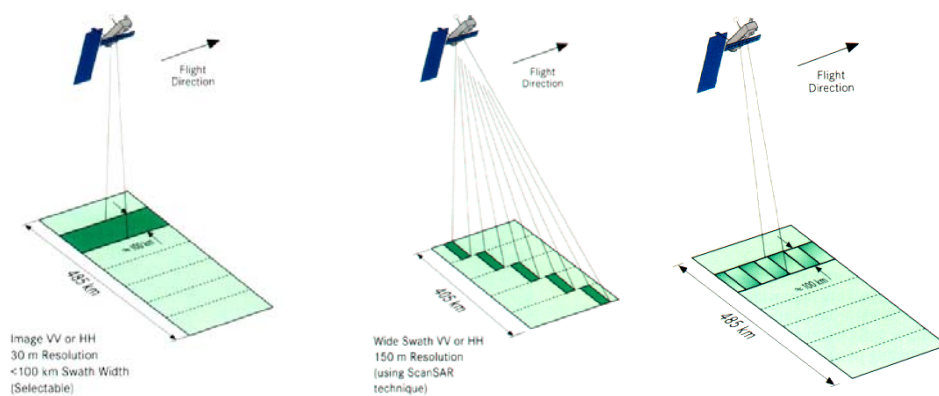 Flight
Direction
≈100 km
485 km
Image VV or HH
30 m Resolution
<100 km Swath Width
(Selectable)
Flight
Direction
405 km
Wide Swath VV or HH
150 m Resolution
(using ScanSAR
technique)
Flight
Direction
≈100 km
485 km